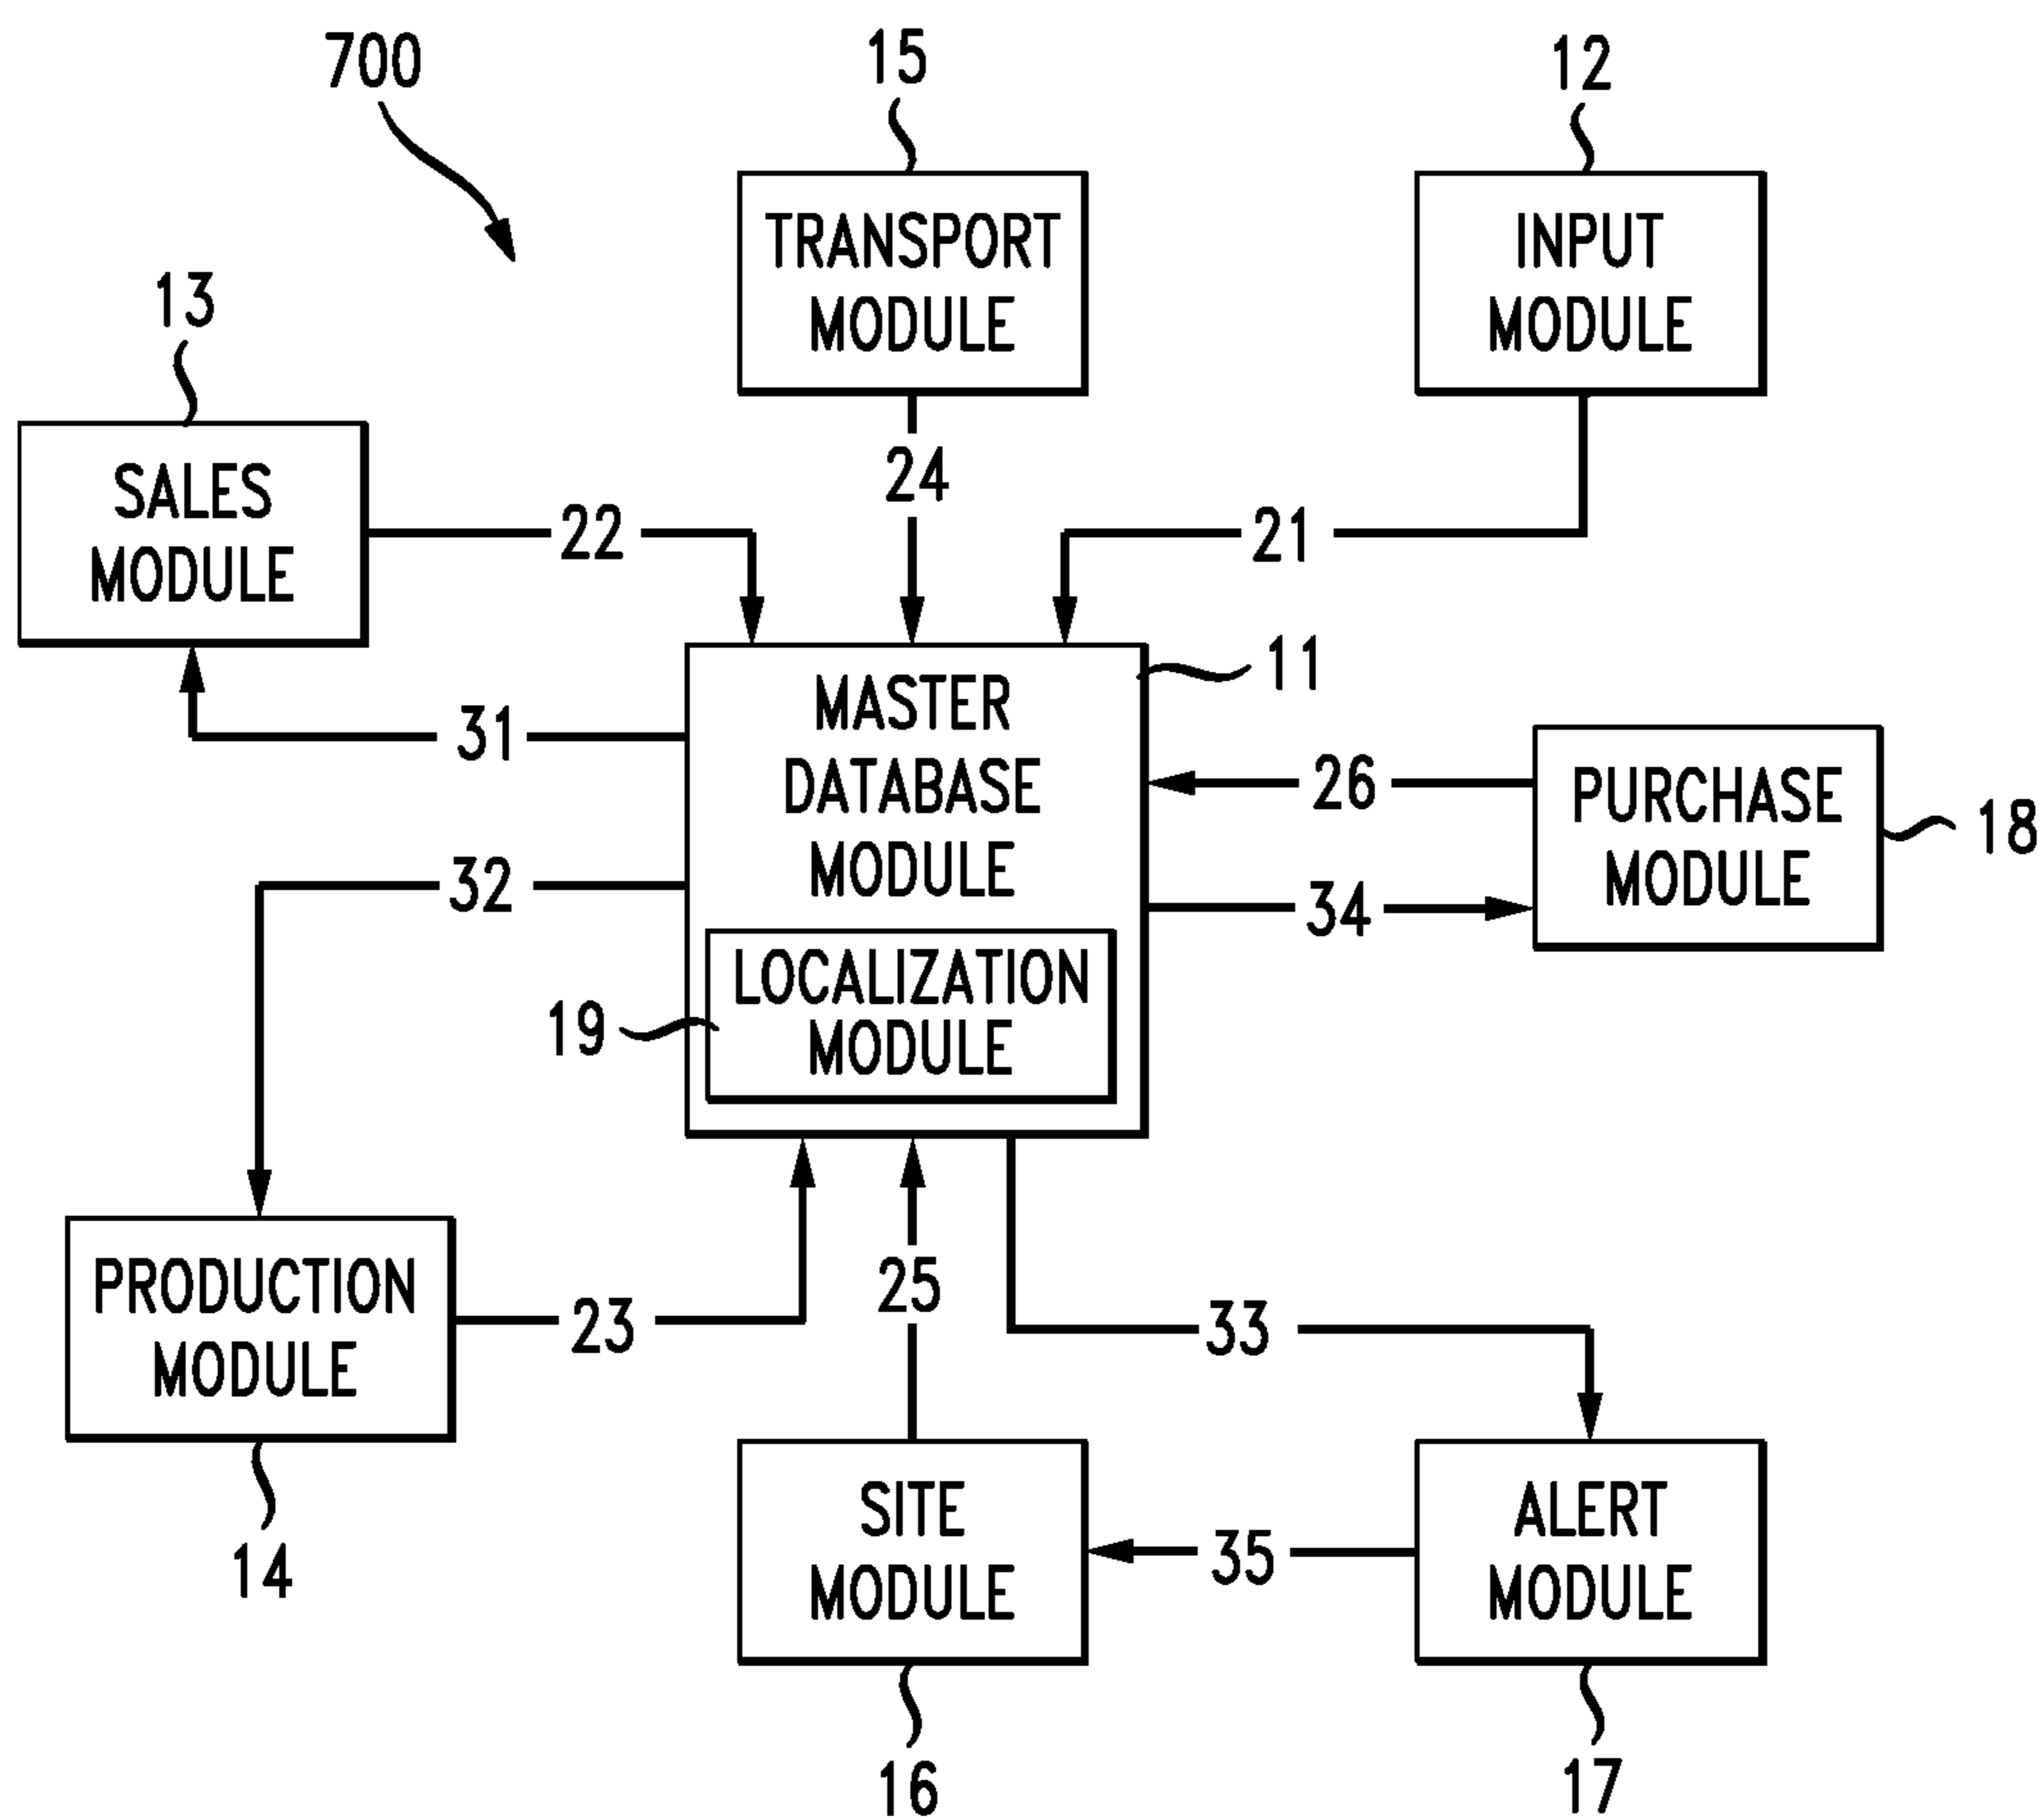 700
15
12
TRANSPORT
MODULE
INPUT
MODULE
13
SALES
MODULE
22
24
21
11
MASTER
DATABASE
MODULE
31
26
PURCHASE
MODULE
18
32
34
LOCALIZATION
MODULE
19
PRODUCTION
MODULE
23
25
33
14
SITE
MODULE
35
ALERT
MODULE
16
17